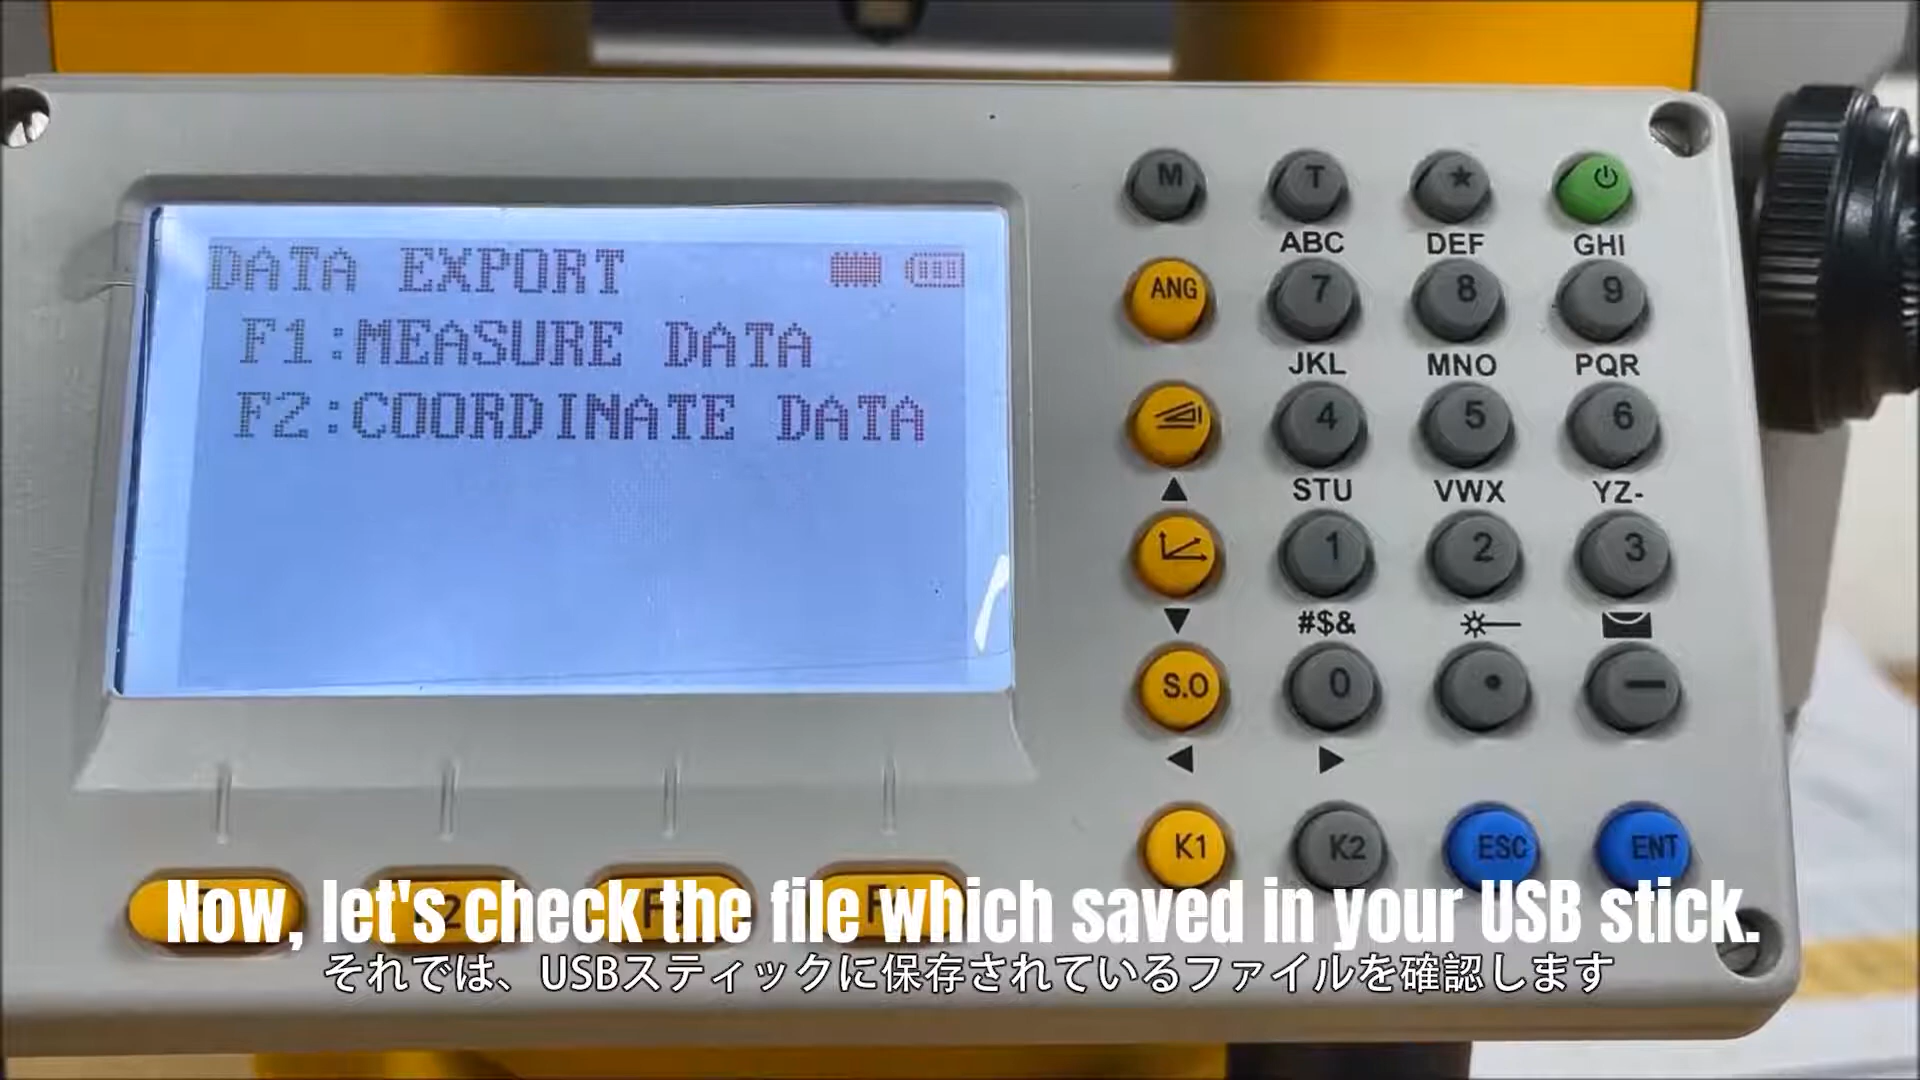 DATA EXPORT
F1:MEASURE DATA
F2:COORDINATE DATA
M T ★
ABC DEF GHI
ANG 7 8 9
JKL MNO PQR
4 5 6
▲ STU VWX YZ-
1 2 3
▼ #$&
S.O 0 • —
◀ ▶
K1 K2 ESC ENT
Now, let's check the file which saved in your USB stick.
それでは、USBスティックに保存されているファイルを確認します